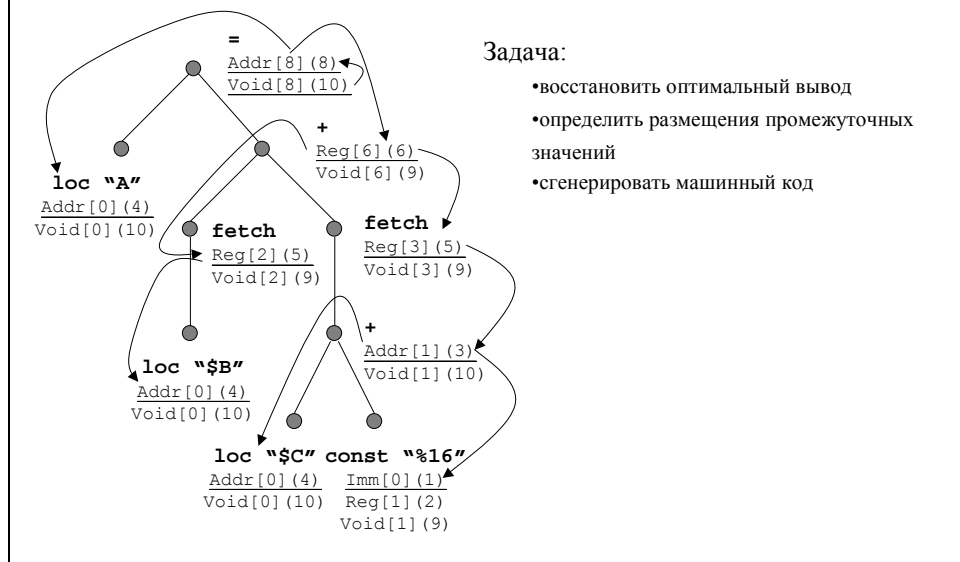 =
Addr[8](8)
Void[8](10)
Задача:
•восстановить оптимальный вывод
•определить размещения промежуточных
значений
•сгенерировать машинный код
+
Reg[6](6)
Void[6](9)
loc “A”
Addr[0](4)
Void[0](10)
fetch
Reg[2](5)
Void[2](9)
fetch
Reg[3](5)
Void[3](9)
+
Addr[1](3)
Void[1](10)
loc “$B”
Addr[0](4)
Void[0](10)
loc “$C”
Addr[0](4)
Void[0](10)
const “%16”
Imm[0](1)
Reg[1](2)
Void[1](9)